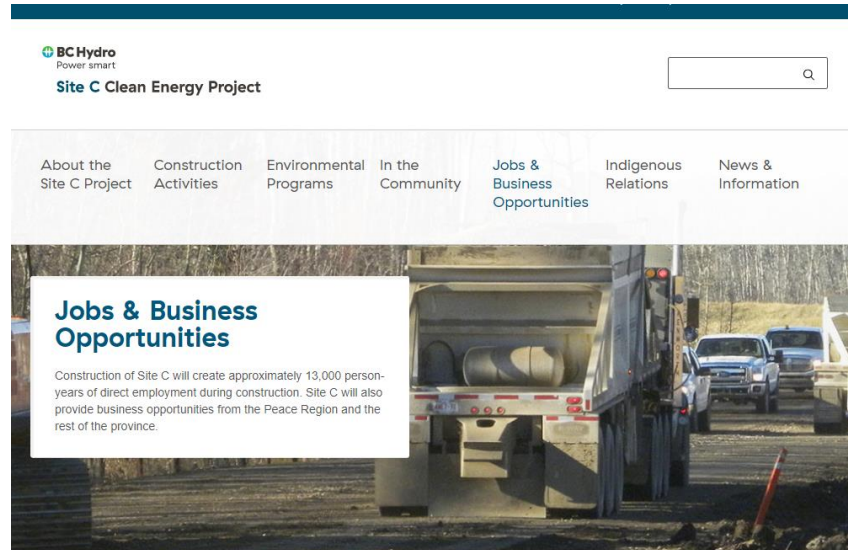 BC Hydro
Power smart
Site C Clean Energy Project
About the
Site C Project
Construction
Activities
Environmental
Programs
In the
Community
Jobs &
Business
Opportunities
Indigenous
Relations
News &
Information
Jobs & Business
Opportunities
Construction of Site C will create approximately 13,000 person-
years of direct employment during construction. Site C will also
provide business opportunities from the Peace Region and the
rest of the province.